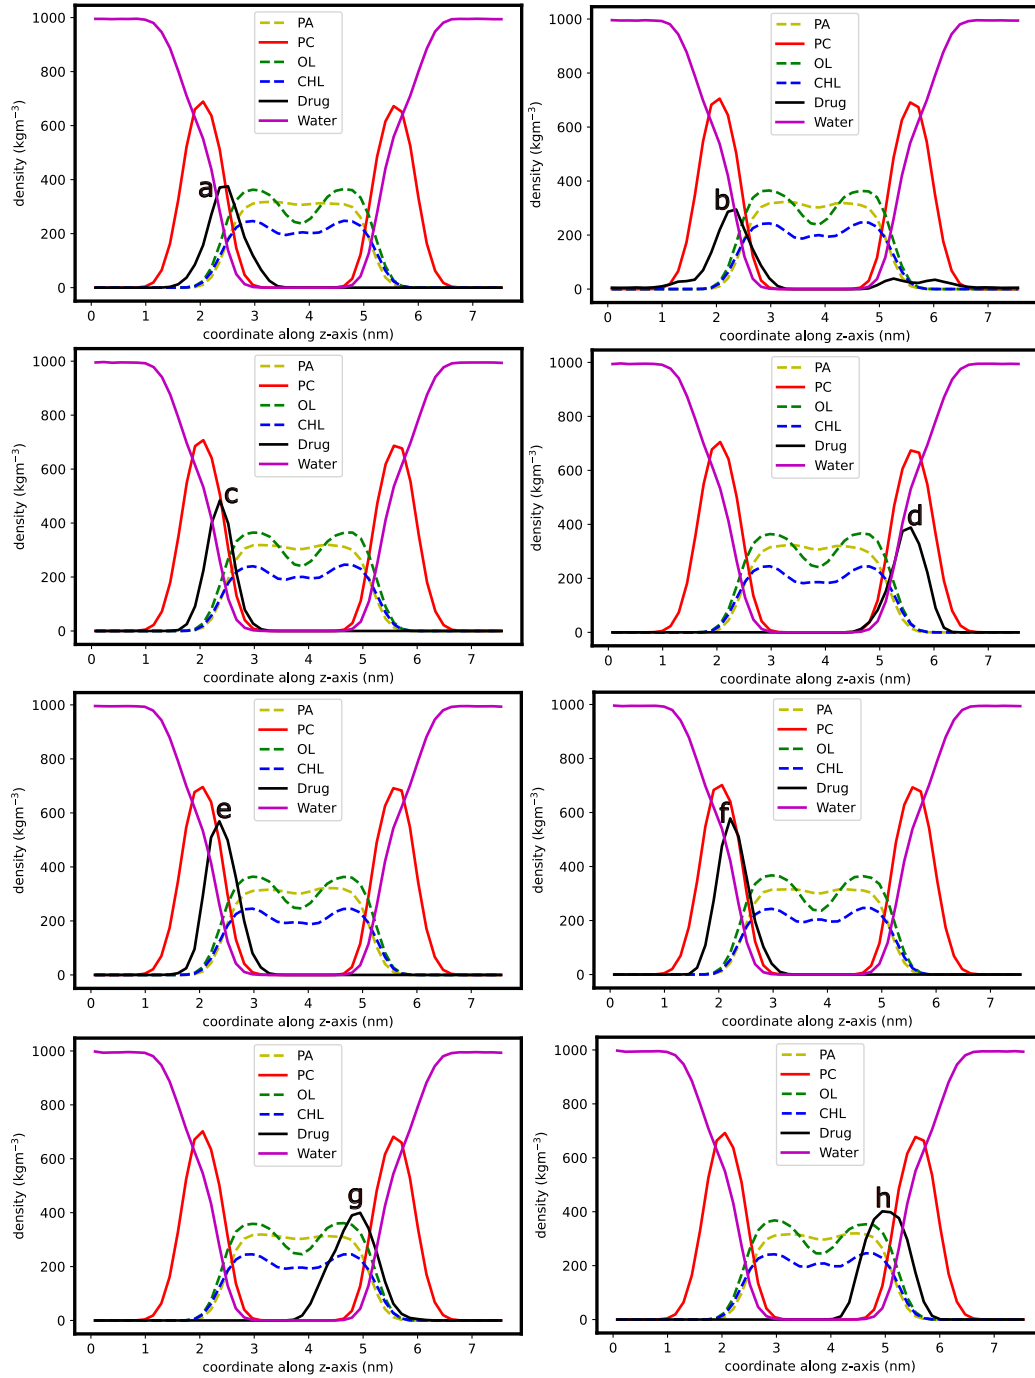 1000
800
600
400
200
0
density (kgm⁻³)
PA
PC
OL
CHL
Drug
Water
a
0 1 2 3 4 5 6 7
coordinate along z-axis (nm)
1000
800
600
400
200
0
density (kgm⁻³)
PA
PC
OL
CHL
Drug
Water
b
0 1 2 3 4 5 6 7
coordinate along z-axis (nm)
1000
800
600
400
200
0
density (kgm⁻³)
PA
PC
OL
CHL
Drug
Water
c
0 1 2 3 4 5 6 7
coordinate along z-axis (nm)
1000
800
600
400
200
0
density (kgm⁻³)
PA
PC
OL
CHL
Drug
Water
d
0 1 2 3 4 5 6 7
coordinate along z-axis (nm)
1000
800
600
400
200
0
density (kgm⁻³)
PA
PC
OL
CHL
Drug
Water
e
0 1 2 3 4 5 6 7
coordinate along z-axis (nm)
1000
800
600
400
200
0
density (kgm⁻³)
PA
PC
OL
CHL
Drug
Water
f
0 1 2 3 4 5 6 7
coordinate along z-axis (nm)
1000
800
600
400
200
0
density (kgm⁻³)
PA
PC
OL
CHL
Drug
Water
g
0 1 2 3 4 5 6 7
coordinate along z-axis (nm)
1000
800
600
400
200
0
density (kgm⁻³)
PA
PC
OL
CHL
Drug
Water
h
0 1 2 3 4 5 6 7
coordinate along z-axis (nm)